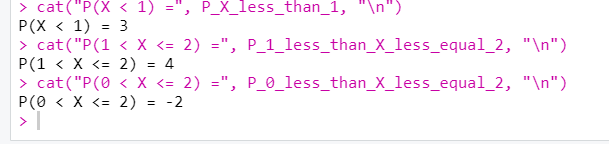 > cat("P(X < 1) =", P_X_less_than_1, "\n")
P(X < 1) = 3
> cat("P(1 < X <= 2) =", P_1_less_than_X_less_equal_2, "\n")
P(1 < X <= 2) = 4
> cat("P(0 < X <= 2) =", P_0_less_than_X_less_equal_2, "\n")
P(0 < X <= 2) = -2
>